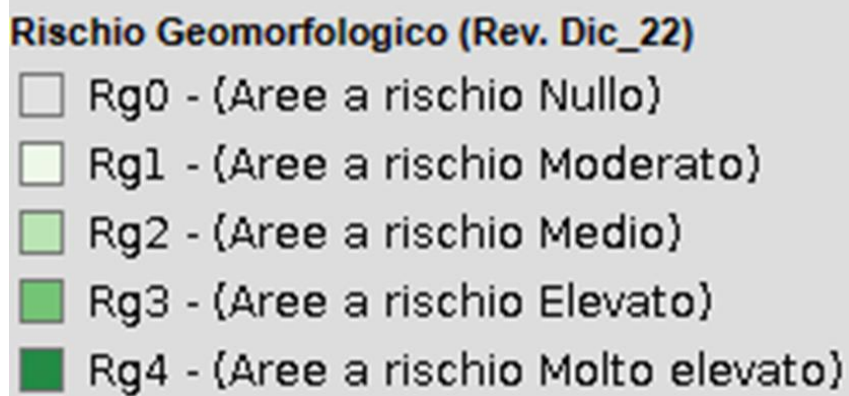 Rischio Geomorfologico (Rev. Dic_22)
Rg0 - {Aree a rischio Nullo}
Rg1 - {Aree a rischio Moderato}
Rg2 - {Aree a rischio Medio}
Rg3 - {Aree a rischio Elevato}
Rg4 - {Aree a rischio Molto elevato}